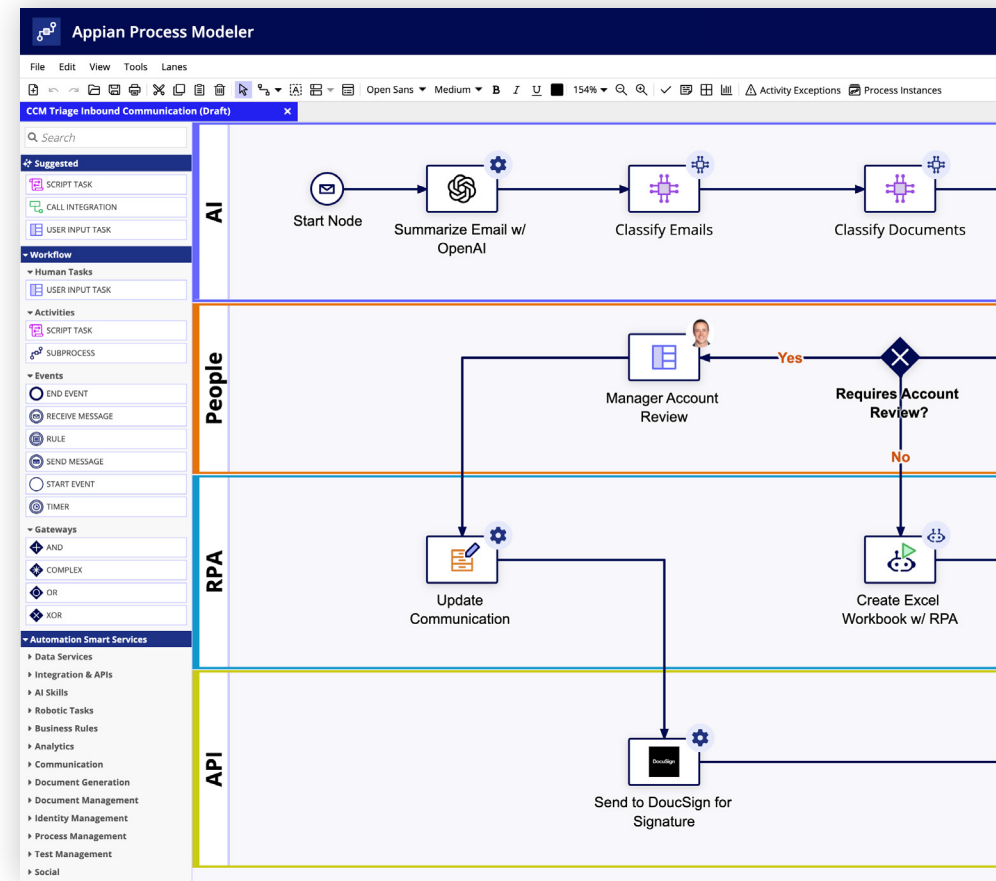 Appian Process Modeler
File Edit View Tools Lanes
Open Sans Medium B I U 154% Activity Exceptions Process Instances
CCM Triage Inbound Communication (Draft) ×
Search
Suggested
SCRIPT TASK
CALL INTEGRATION
USER INPUT TASK
Workflow
Human Tasks
USER INPUT TASK
Activities
SCRIPT TASK
SUBPROCESS
Events
END EVENT
RECEIVE MESSAGE
RULE
SEND MESSAGE
START EVENT
TIMER
Gateways
AND
COMPLEX
OR
XOR
Automation Smart Services
Data Services
Integration & APIs
AI Skills
Robotic Tasks
Business Rules
Analytics
Communication
Document Generation
Document Management
Identity Management
Process Management
Test Management
Social
AI
Start Node
Summarize Email w/
OpenAI
Classify Emails
Classify Documents
People
Manager Account
Review
Yes
Requires Account
Review?
No
RPA
Update
Communication
Create Excel
Workbook w/ RPA
API
DocuSign
Send to DoucSign for
Signature